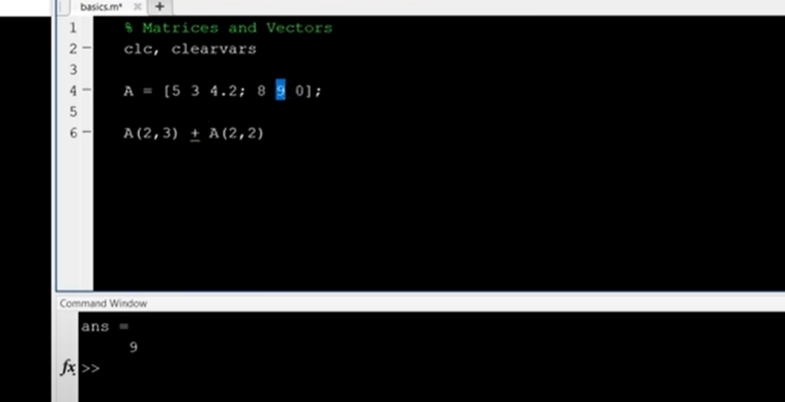 basics.m* × +
1 % Matrices and Vectors
2 – clc, clearvars
3
4 – A = [5 3 4.2; 8 9 0];
5
6 – A(2,3) + A(2,2)
Command Window
ans =
9
fx >>